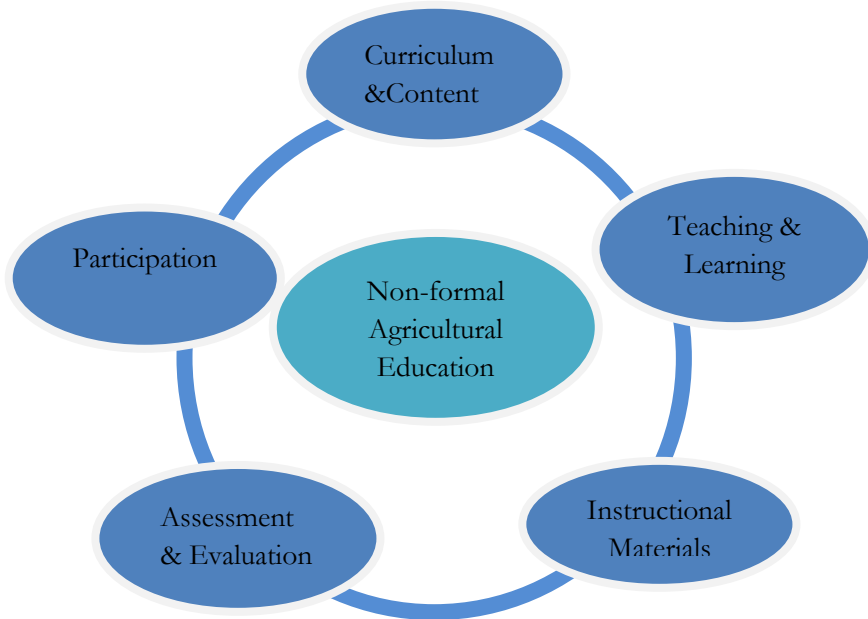 Curriculum
&Content
Teaching &
Learning
Participation
Non-formal
Agricultural
Education
Instructional
Materials
Assessment
& Evaluation